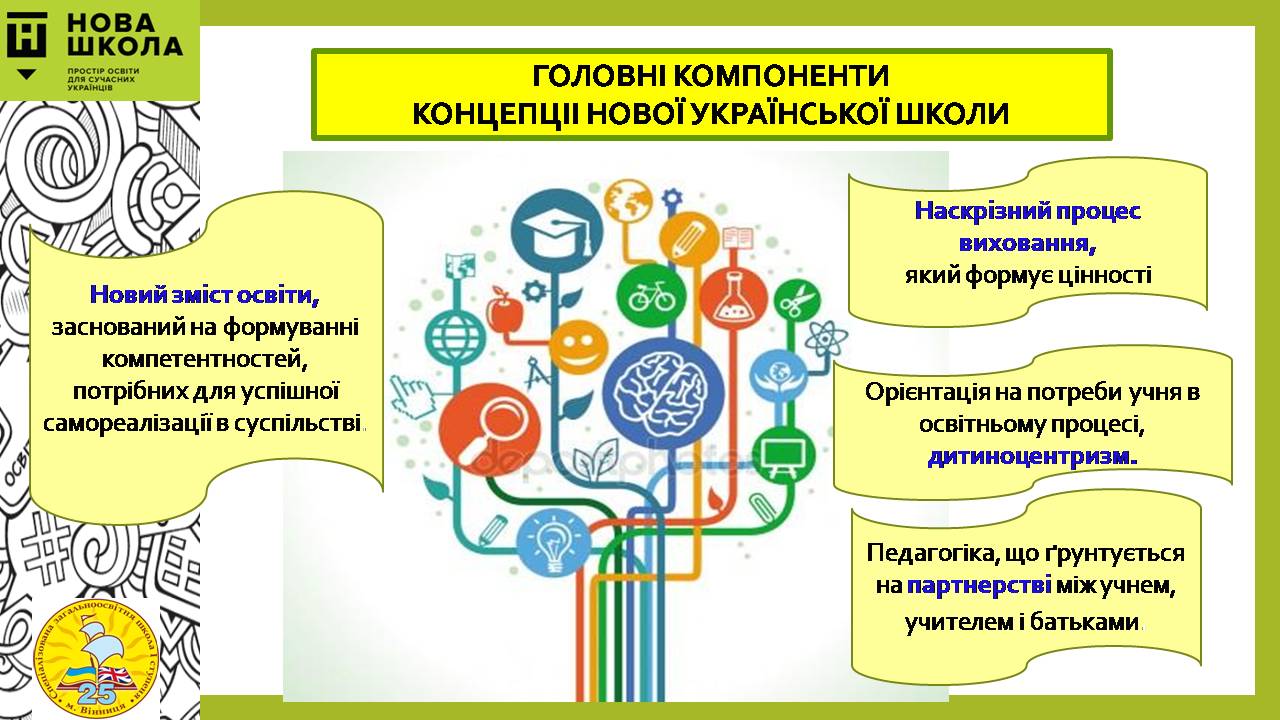 НОВА
ШКОЛА
ПРОСТІР ОСВІТИ
ДЛЯ СУЧАСНИХ
УКРАЇНЦІВ
ГОЛОВНІ КОМПОНЕНТИ
КОНЦЕПЦІІ НОВОЇ УКРАЇНСЬКОЇ ШКОЛИ
Новий зміст освіти,
заснований на формуванні
компетентностей,
потрібних для успішної
самореалізації в суспільстві.
Наскрізний процес
виховання,
який формує цінності
Орієнтація на потреби учня в
освітньому процесі,
дитиноцентризм.
Педагогіка, що ґрунтується
на партнерстві між учнем,
учителем і батьками.
depositphotos
ОСВІ
Спеціалізована загальноосвітня школа І ступеня
25
м. Вінниця